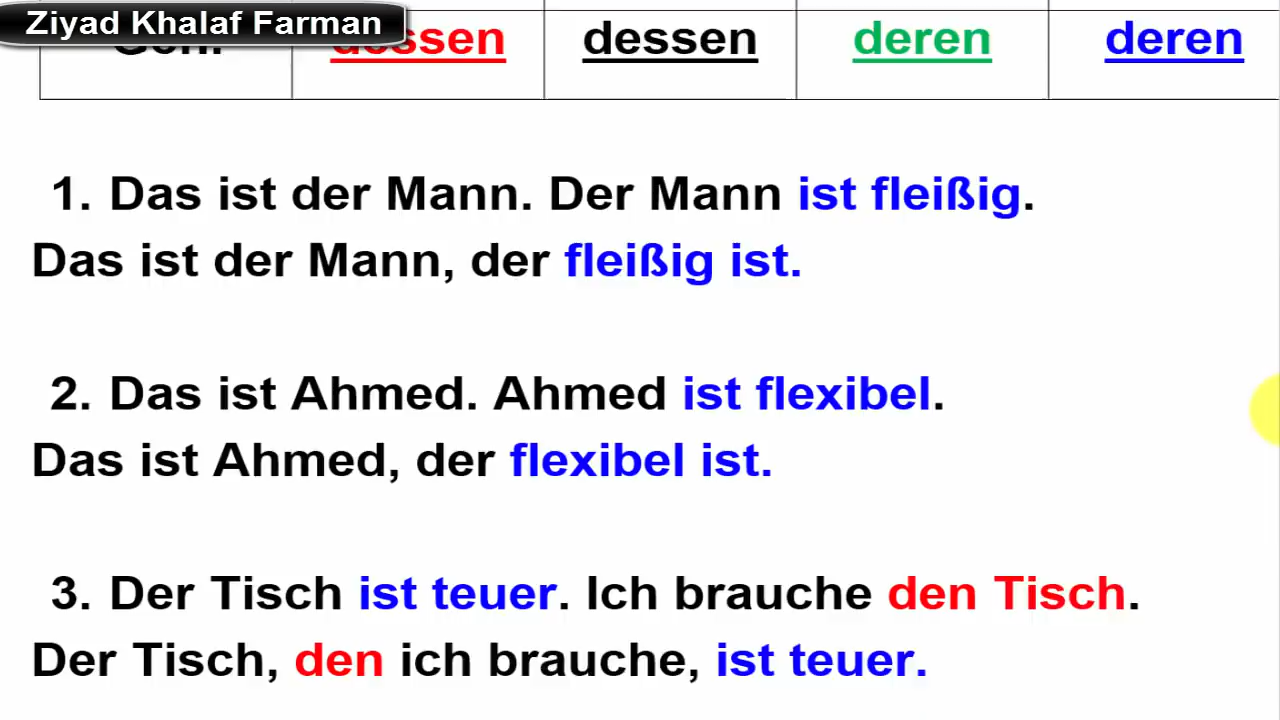 Ziyad Khalaf Farman
Gen. dessen dessen deren deren
1. Das ist der Mann. Der Mann ist fleißig.
Das ist der Mann, der fleißig ist.
2. Das ist Ahmed. Ahmed ist flexibel.
Das ist Ahmed, der flexibel ist.
3. Der Tisch ist teuer. Ich brauche den Tisch.
Der Tisch, den ich brauche, ist teuer.